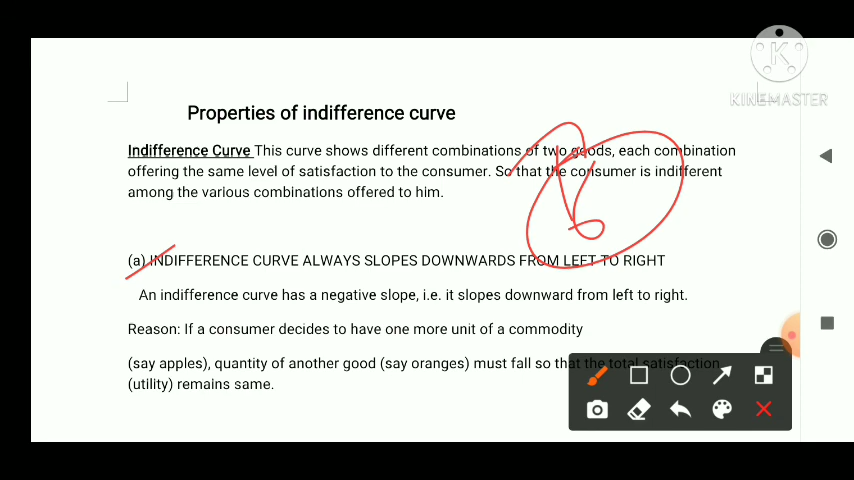 K
KINEMASTER
Properties of indifference curve
Indifference Curve This curve shows different combinations of two goods, each combination
offering the same level of satisfaction to the consumer. So that the consumer is indifferent
among the various combinations offered to him.
(a) INDIFFERENCE CURVE ALWAYS SLOPES DOWNWARDS FROM LEFT TO RIGHT
An indifference curve has a negative slope, i.e. it slopes downward from left to right.
Reason: If a consumer decides to have one more unit of a commodity
(say apples), quantity of another good (say oranges) must fall so that the total satisfaction
(utility) remains same.